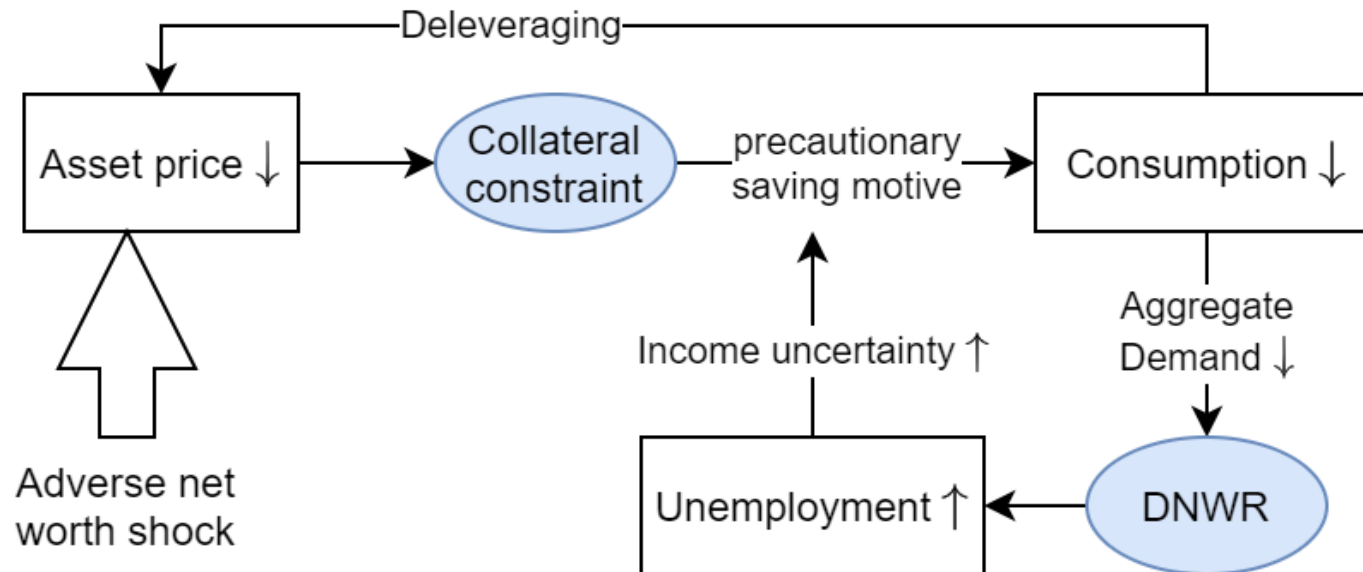 Deleveraging
Asset price ↓
Collateral
constraint
precautionary
saving motive
Consumption ↓
Aggregate
Demand ↓
Income uncertainty ↑
Adverse net
worth shock
Unemployment ↑
DNWR